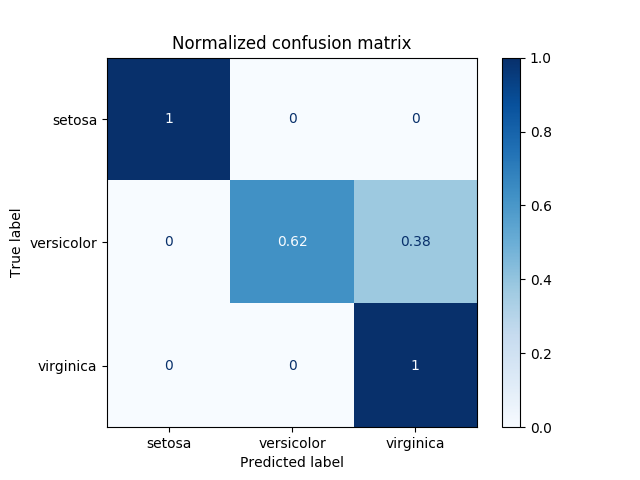 Normalized confusion matrix
True label
setosa
versicolor
virginica
1 0 0
0 0.62 0.38
0 0 1
setosa versicolor virginica
Predicted label
1.0
0.8
0.6
0.4
0.2
0.0